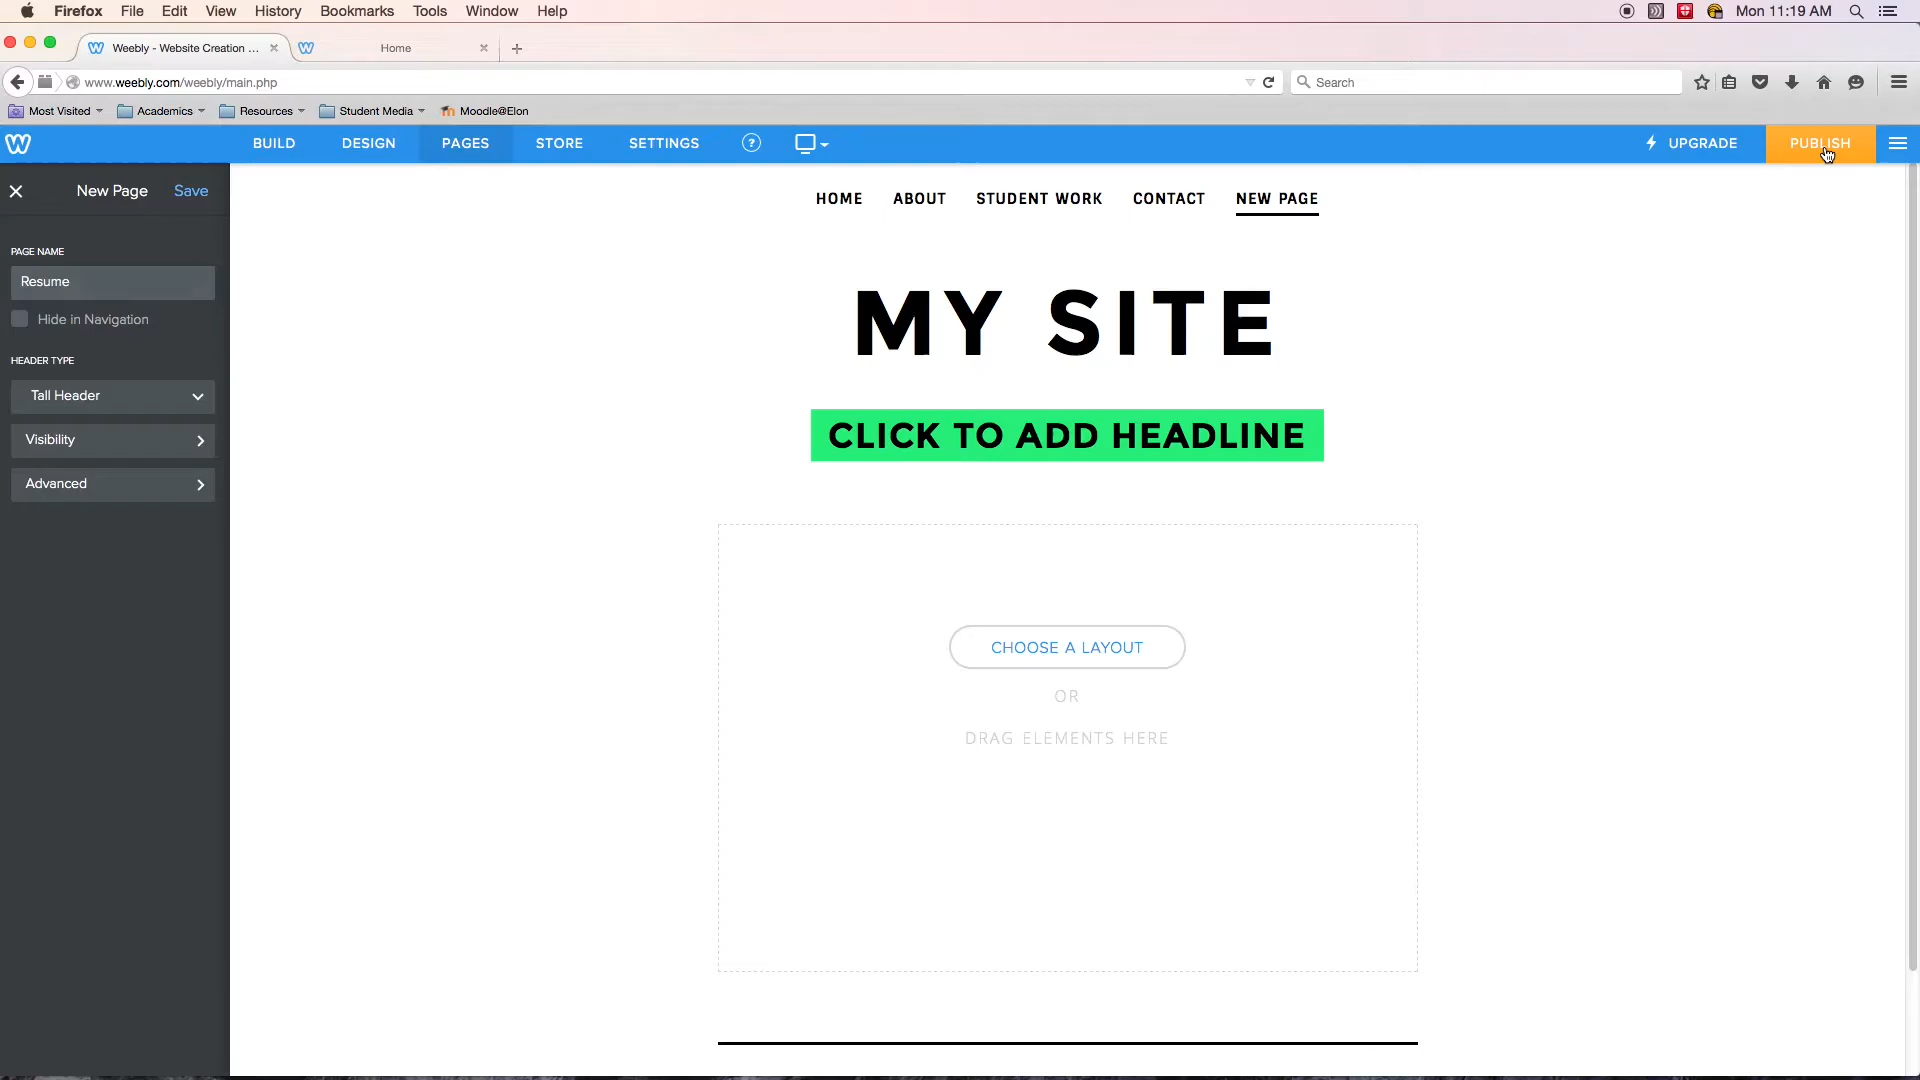 Firefox File Edit View History Bookmarks Tools Window Help Mon 11:19 AM
Weebly - Website Creation ... Home
www.weebly.com/weebly/main.php Search
Most Visited Academics Resources Student Media Moodle@Elon
BUILD DESIGN PAGES STORE SETTINGS ? UPGRADE PUBLISH
New Page Save
HOME ABOUT STUDENT WORK CONTACT NEW PAGE
PAGE NAME
Resume
Hide in Navigation
HEADER TYPE
Tall Header
Visibility
Advanced
MY SITE
CLICK TO ADD HEADLINE
CHOOSE A LAYOUT
OR
DRAG ELEMENTS HERE